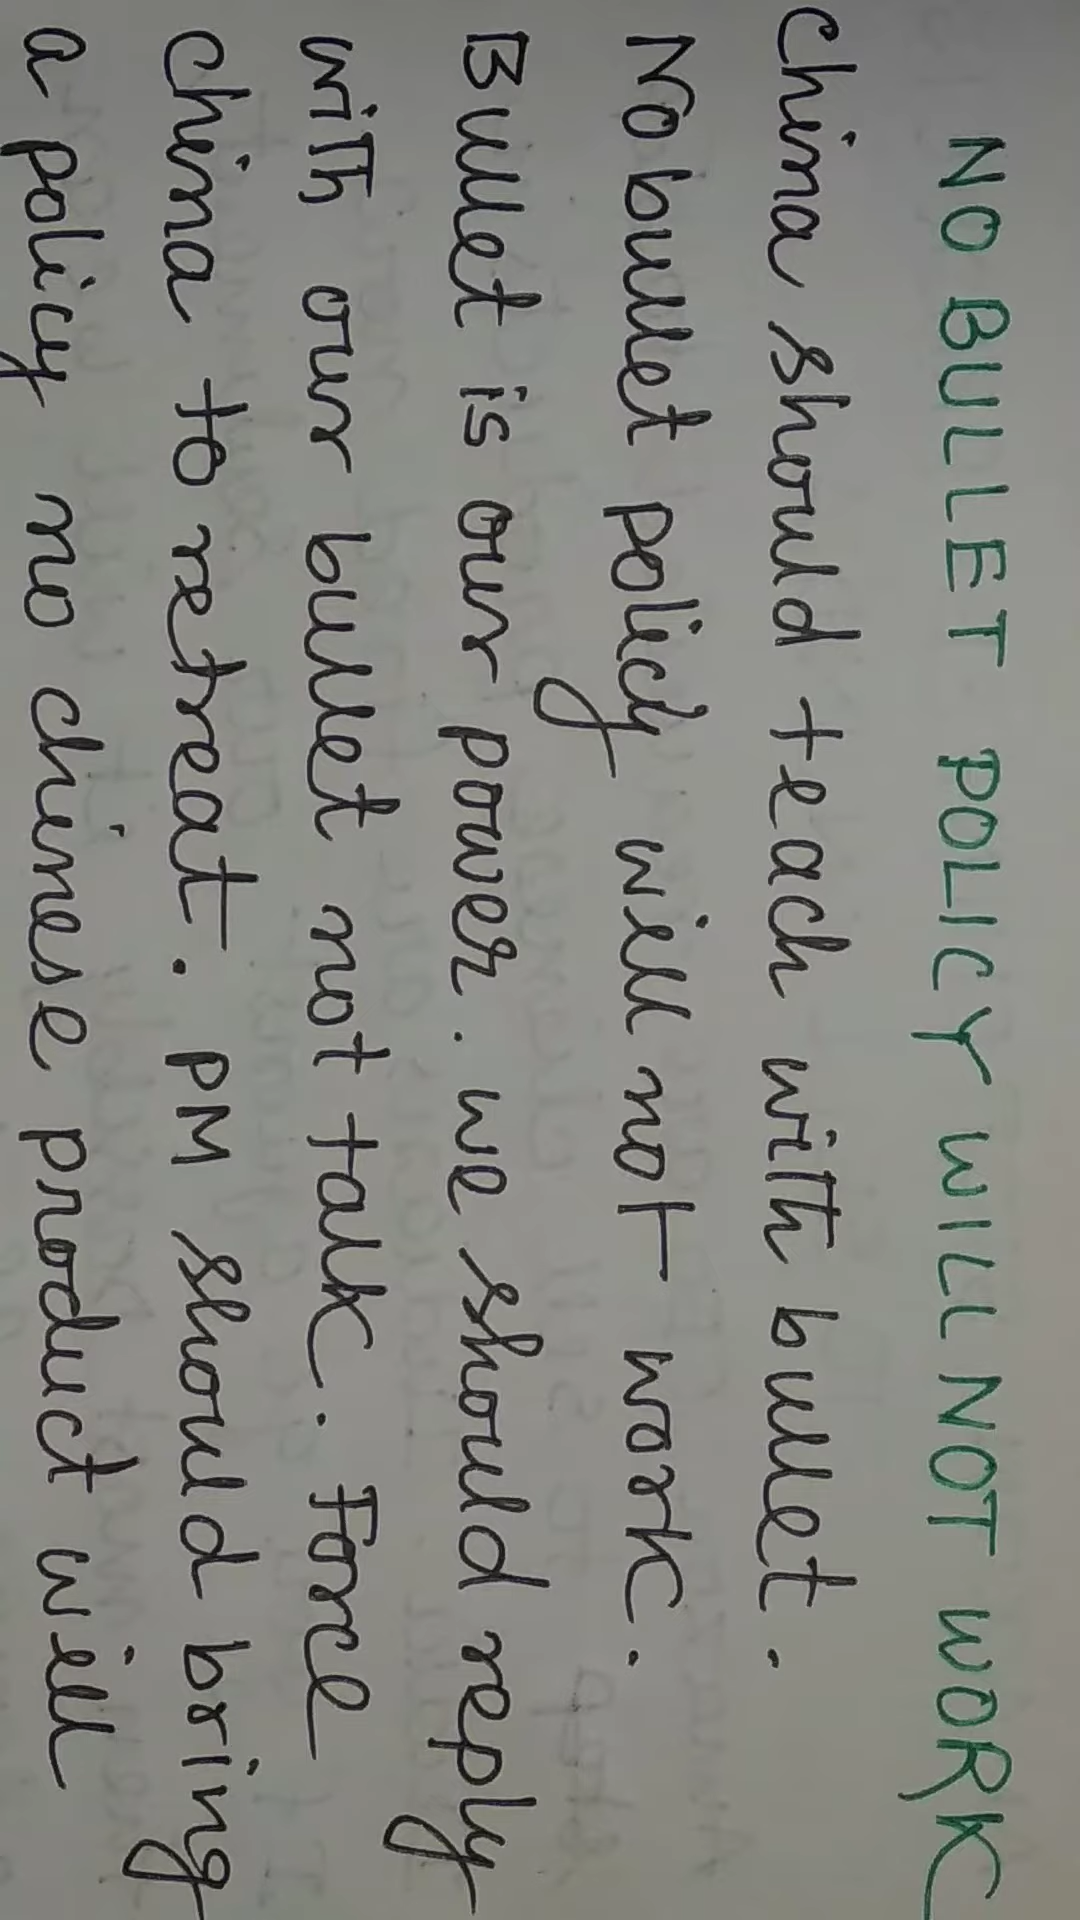 NO BULLET POLICY WILL NOT WORK
China should teach with bullet.
No bullet policy will not work.
Bullet is our power. we should reply
with our bullet not talk. Force
China to retreat. PM should bring
a policy no chinese product will